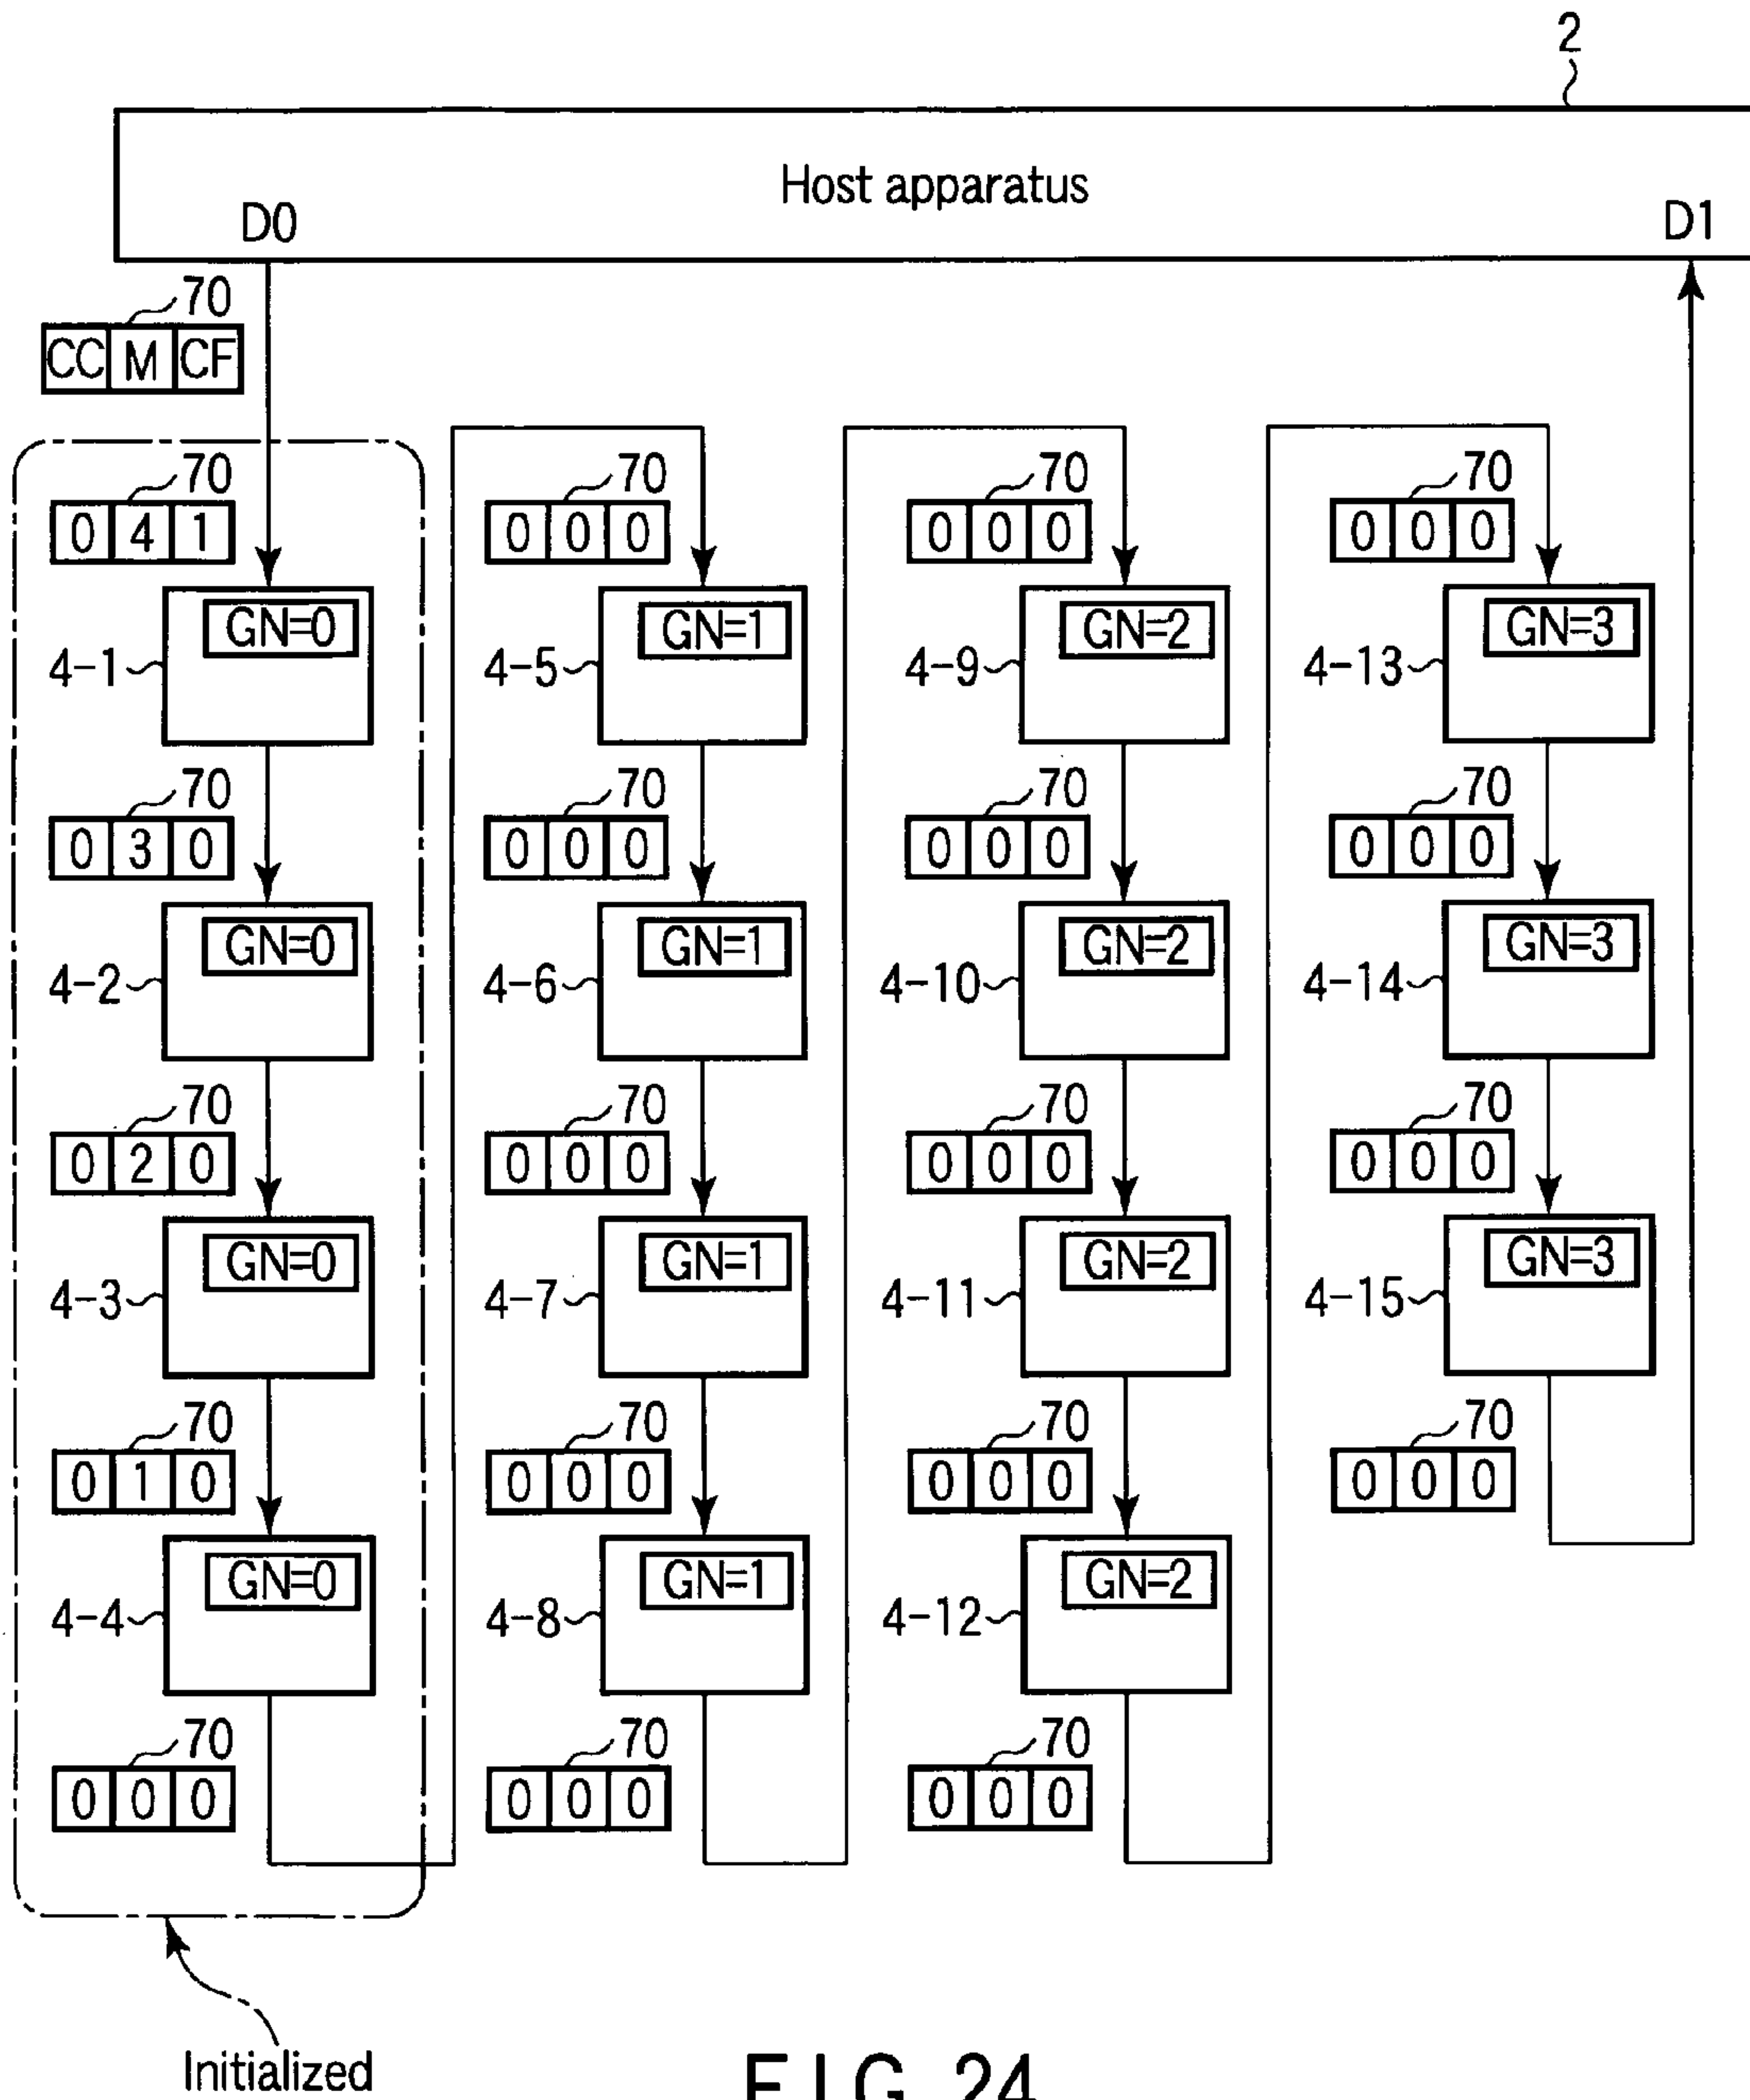 2
Host apparatus
D0
D1
70
CC M CF
70
0 4 1
70
0 0 0
70
0 0 0
70
0 0 0
GN=0
4-1
GN=1
4-5
GN=2
4-9
GN=3
4-13
70
0 3 0
70
0 0 0
70
0 0 0
70
0 0 0
GN=0
4-2
GN=1
4-6
GN=2
4-10
GN=3
4-14
70
0 2 0
70
0 0 0
70
0 0 0
70
0 0 0
GN=0
4-3
GN=1
4-7
GN=2
4-11
GN=3
4-15
70
0 1 0
70
0 0 0
70
0 0 0
70
0 0 0
GN=0
4-4
GN=1
4-8
GN=2
4-12
70
0 0 0
70
0 0 0
70
0 0 0
Initialized
FIG. 24